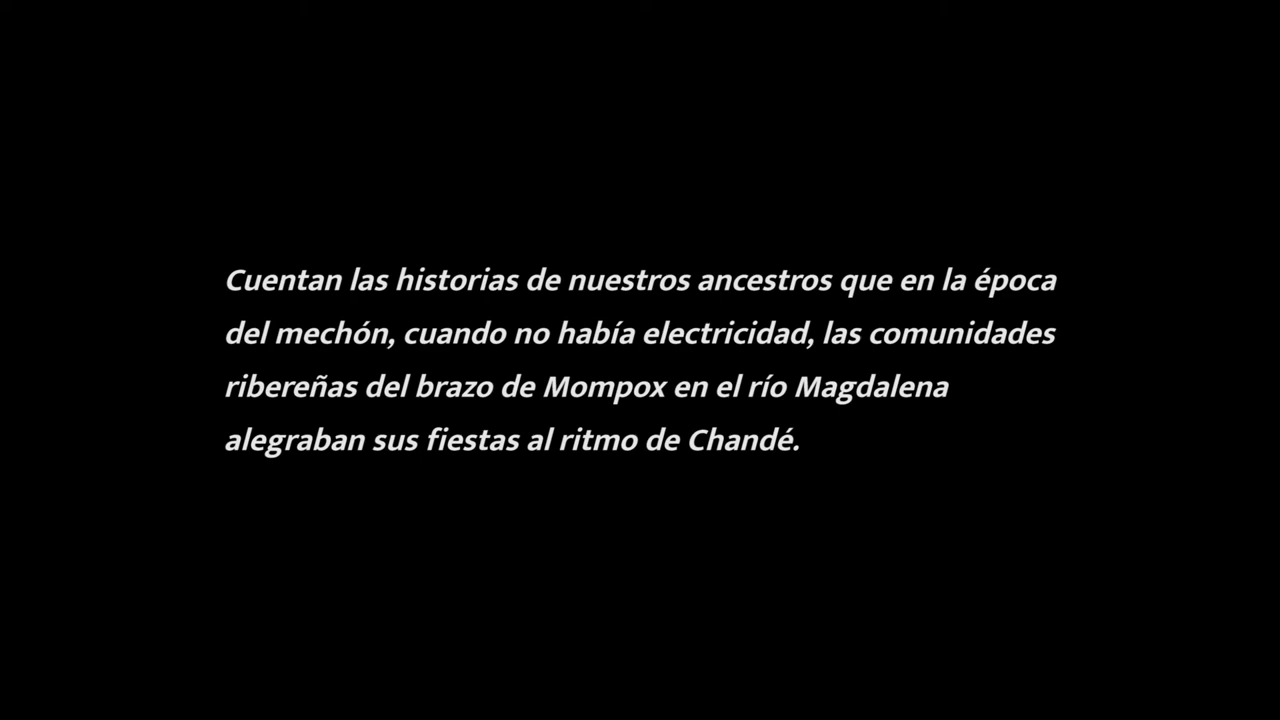 Cuentan las historias de nuestros ancestros que en la época
del mechón, cuando no había electricidad, las comunidades
ribereñas del brazo de Mompox en el río Magdalena
alegraban sus fiestas al ritmo de Chandé.